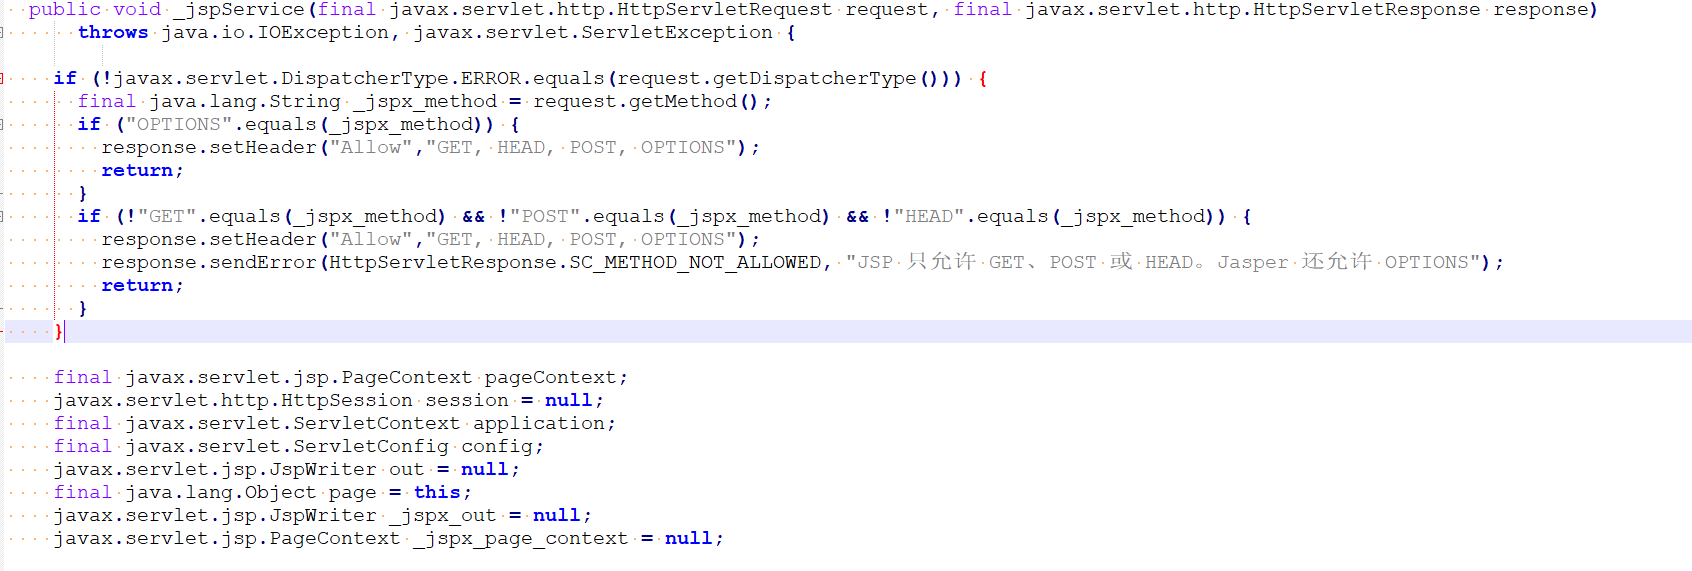 public void _jspService(final javax.servlet.http.HttpServletRequest request, final javax.servlet.http.HttpServletResponse response)
throws java.io.IOException, javax.servlet.ServletException {
if (!javax.servlet.DispatcherType.ERROR.equals(request.getDispatcherType())) {
final java.lang.String _jspx_method = request.getMethod();
if ("OPTIONS".equals(_jspx_method)) {
response.setHeader("Allow","GET, HEAD, POST, OPTIONS");
return;
}
if (!"GET".equals(_jspx_method) && !"POST".equals(_jspx_method) && !"HEAD".equals(_jspx_method)) {
response.setHeader("Allow","GET, HEAD, POST, OPTIONS");
response.sendError(HttpServletResponse.SC_METHOD_NOT_ALLOWED, "JSP 只允许 GET、POST 或 HEAD。Jasper 还允许 OPTIONS");
return;
}
}
final javax.servlet.jsp.PageContext pageContext;
javax.servlet.http.HttpSession session = null;
final javax.servlet.ServletContext application;
final javax.servlet.ServletConfig config;
javax.servlet.jsp.JspWriter out = null;
final java.lang.Object page = this;
javax.servlet.jsp.JspWriter _jspx_out = null;
javax.servlet.jsp.PageContext _jspx_page_context = null;